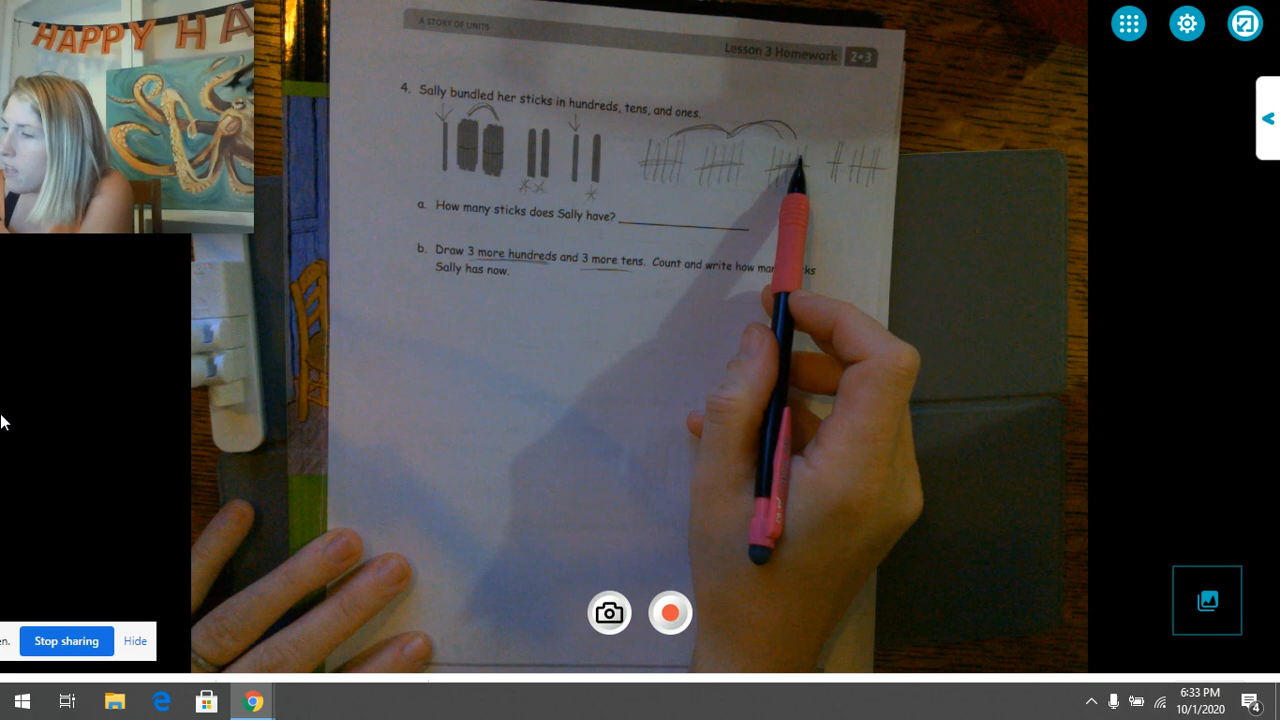 HAPPY HA
A STORY OF UNITS
Lesson 3 Homework 2•3
4. Sally bundled her sticks in hundreds, tens, and ones.
a. How many sticks does Sally have?
b. Draw 3 more hundreds and 3 more tens. Count and write how
Sally has now.
en.
Stop sharing
Hide
6:33 PM
10/1/2020
4